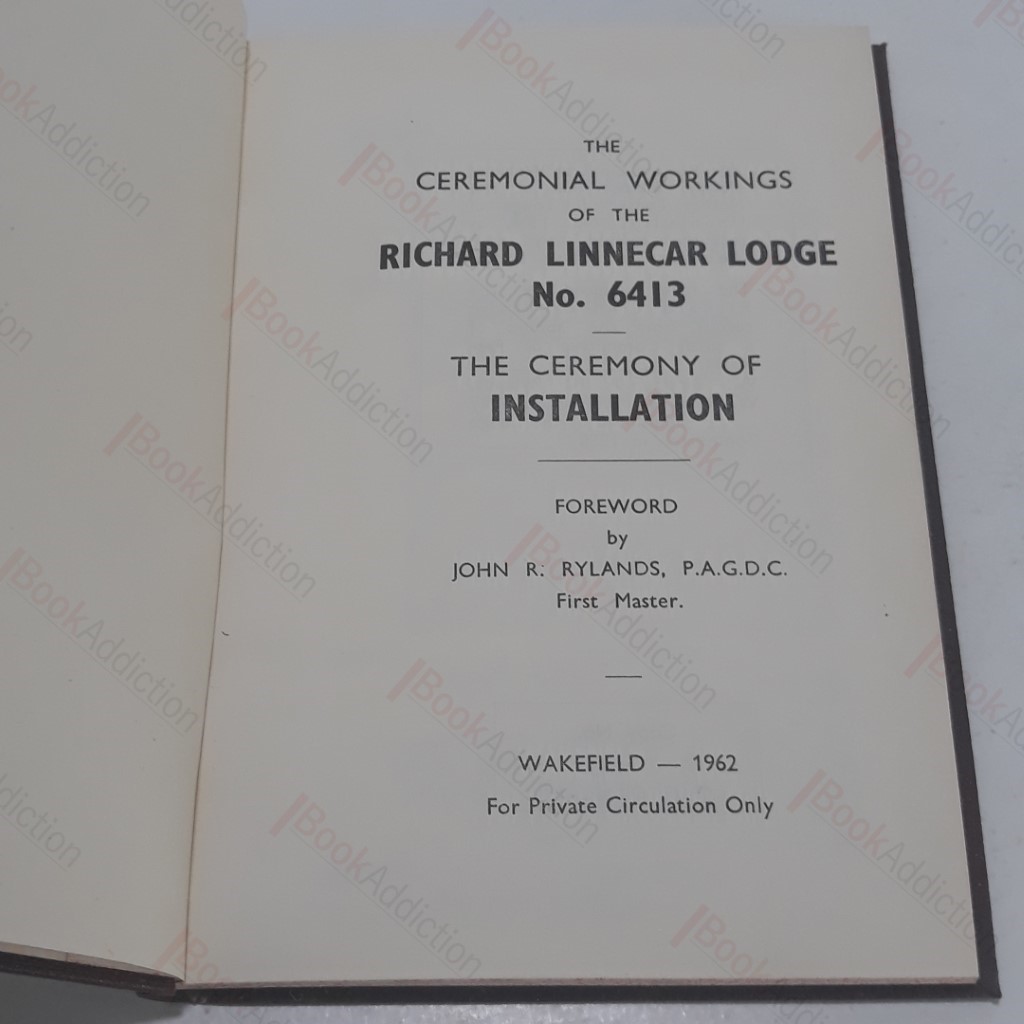 THE
CEREMONIAL WORKINGS
OF THE
RICHARD LINNECAR LODGE
No. 6413
THE CEREMONY OF
INSTALLATION
FOREWORD
by
JOHN R. RYLANDS, P.A.G.D.C.
First Master.
WAKEFIELD — 1962
For Private Circulation Only
BookAddiction